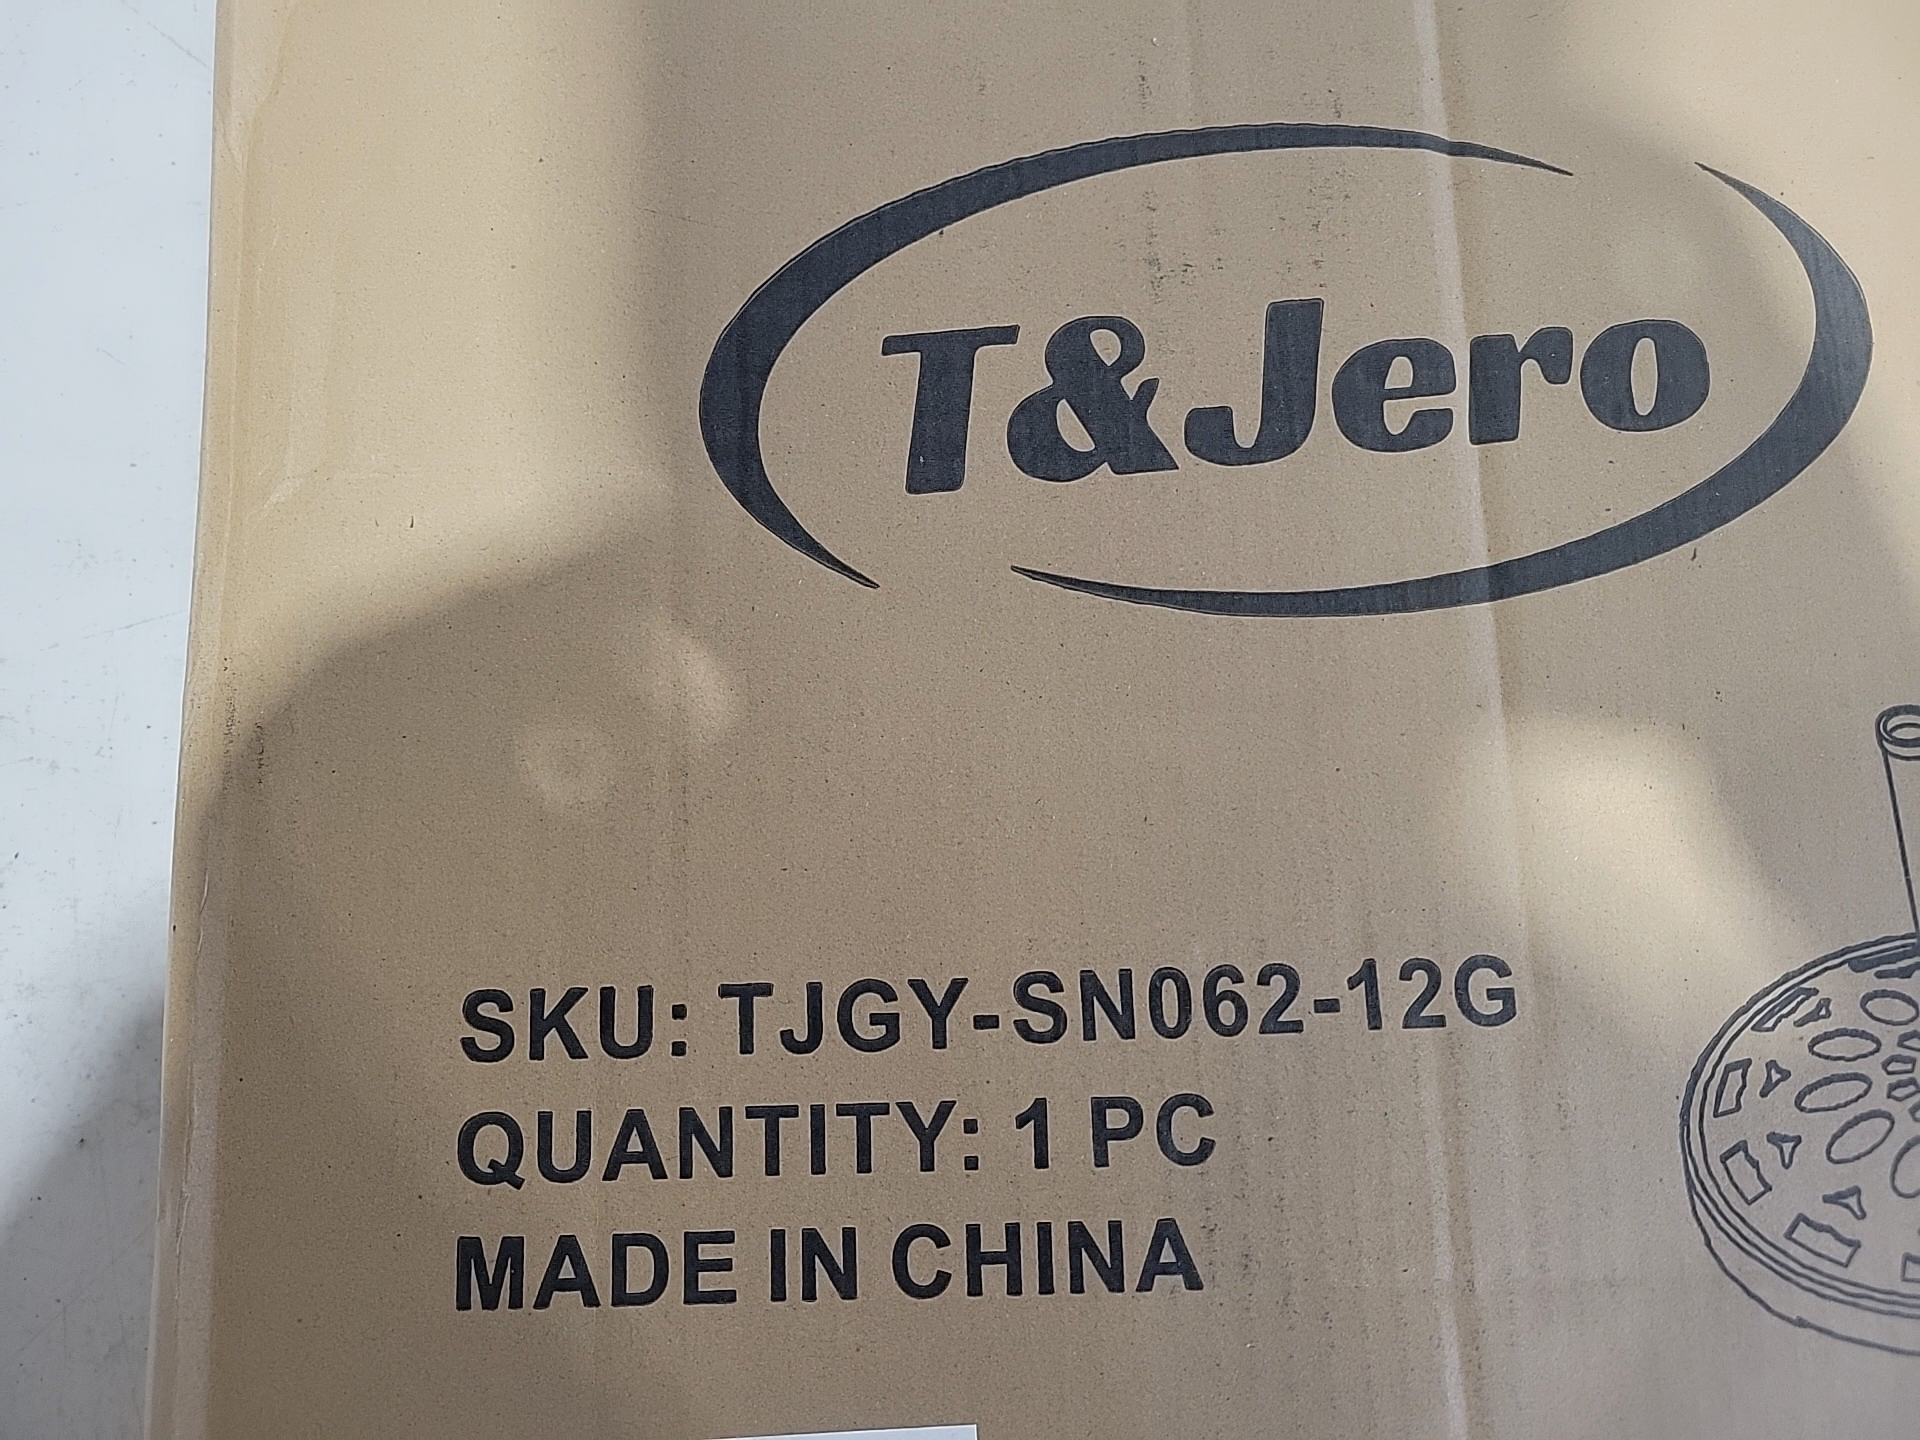 T&Jero
SKU: TJGY-SN062-12G
QUANTITY: 1 PC
MADE IN CHINA